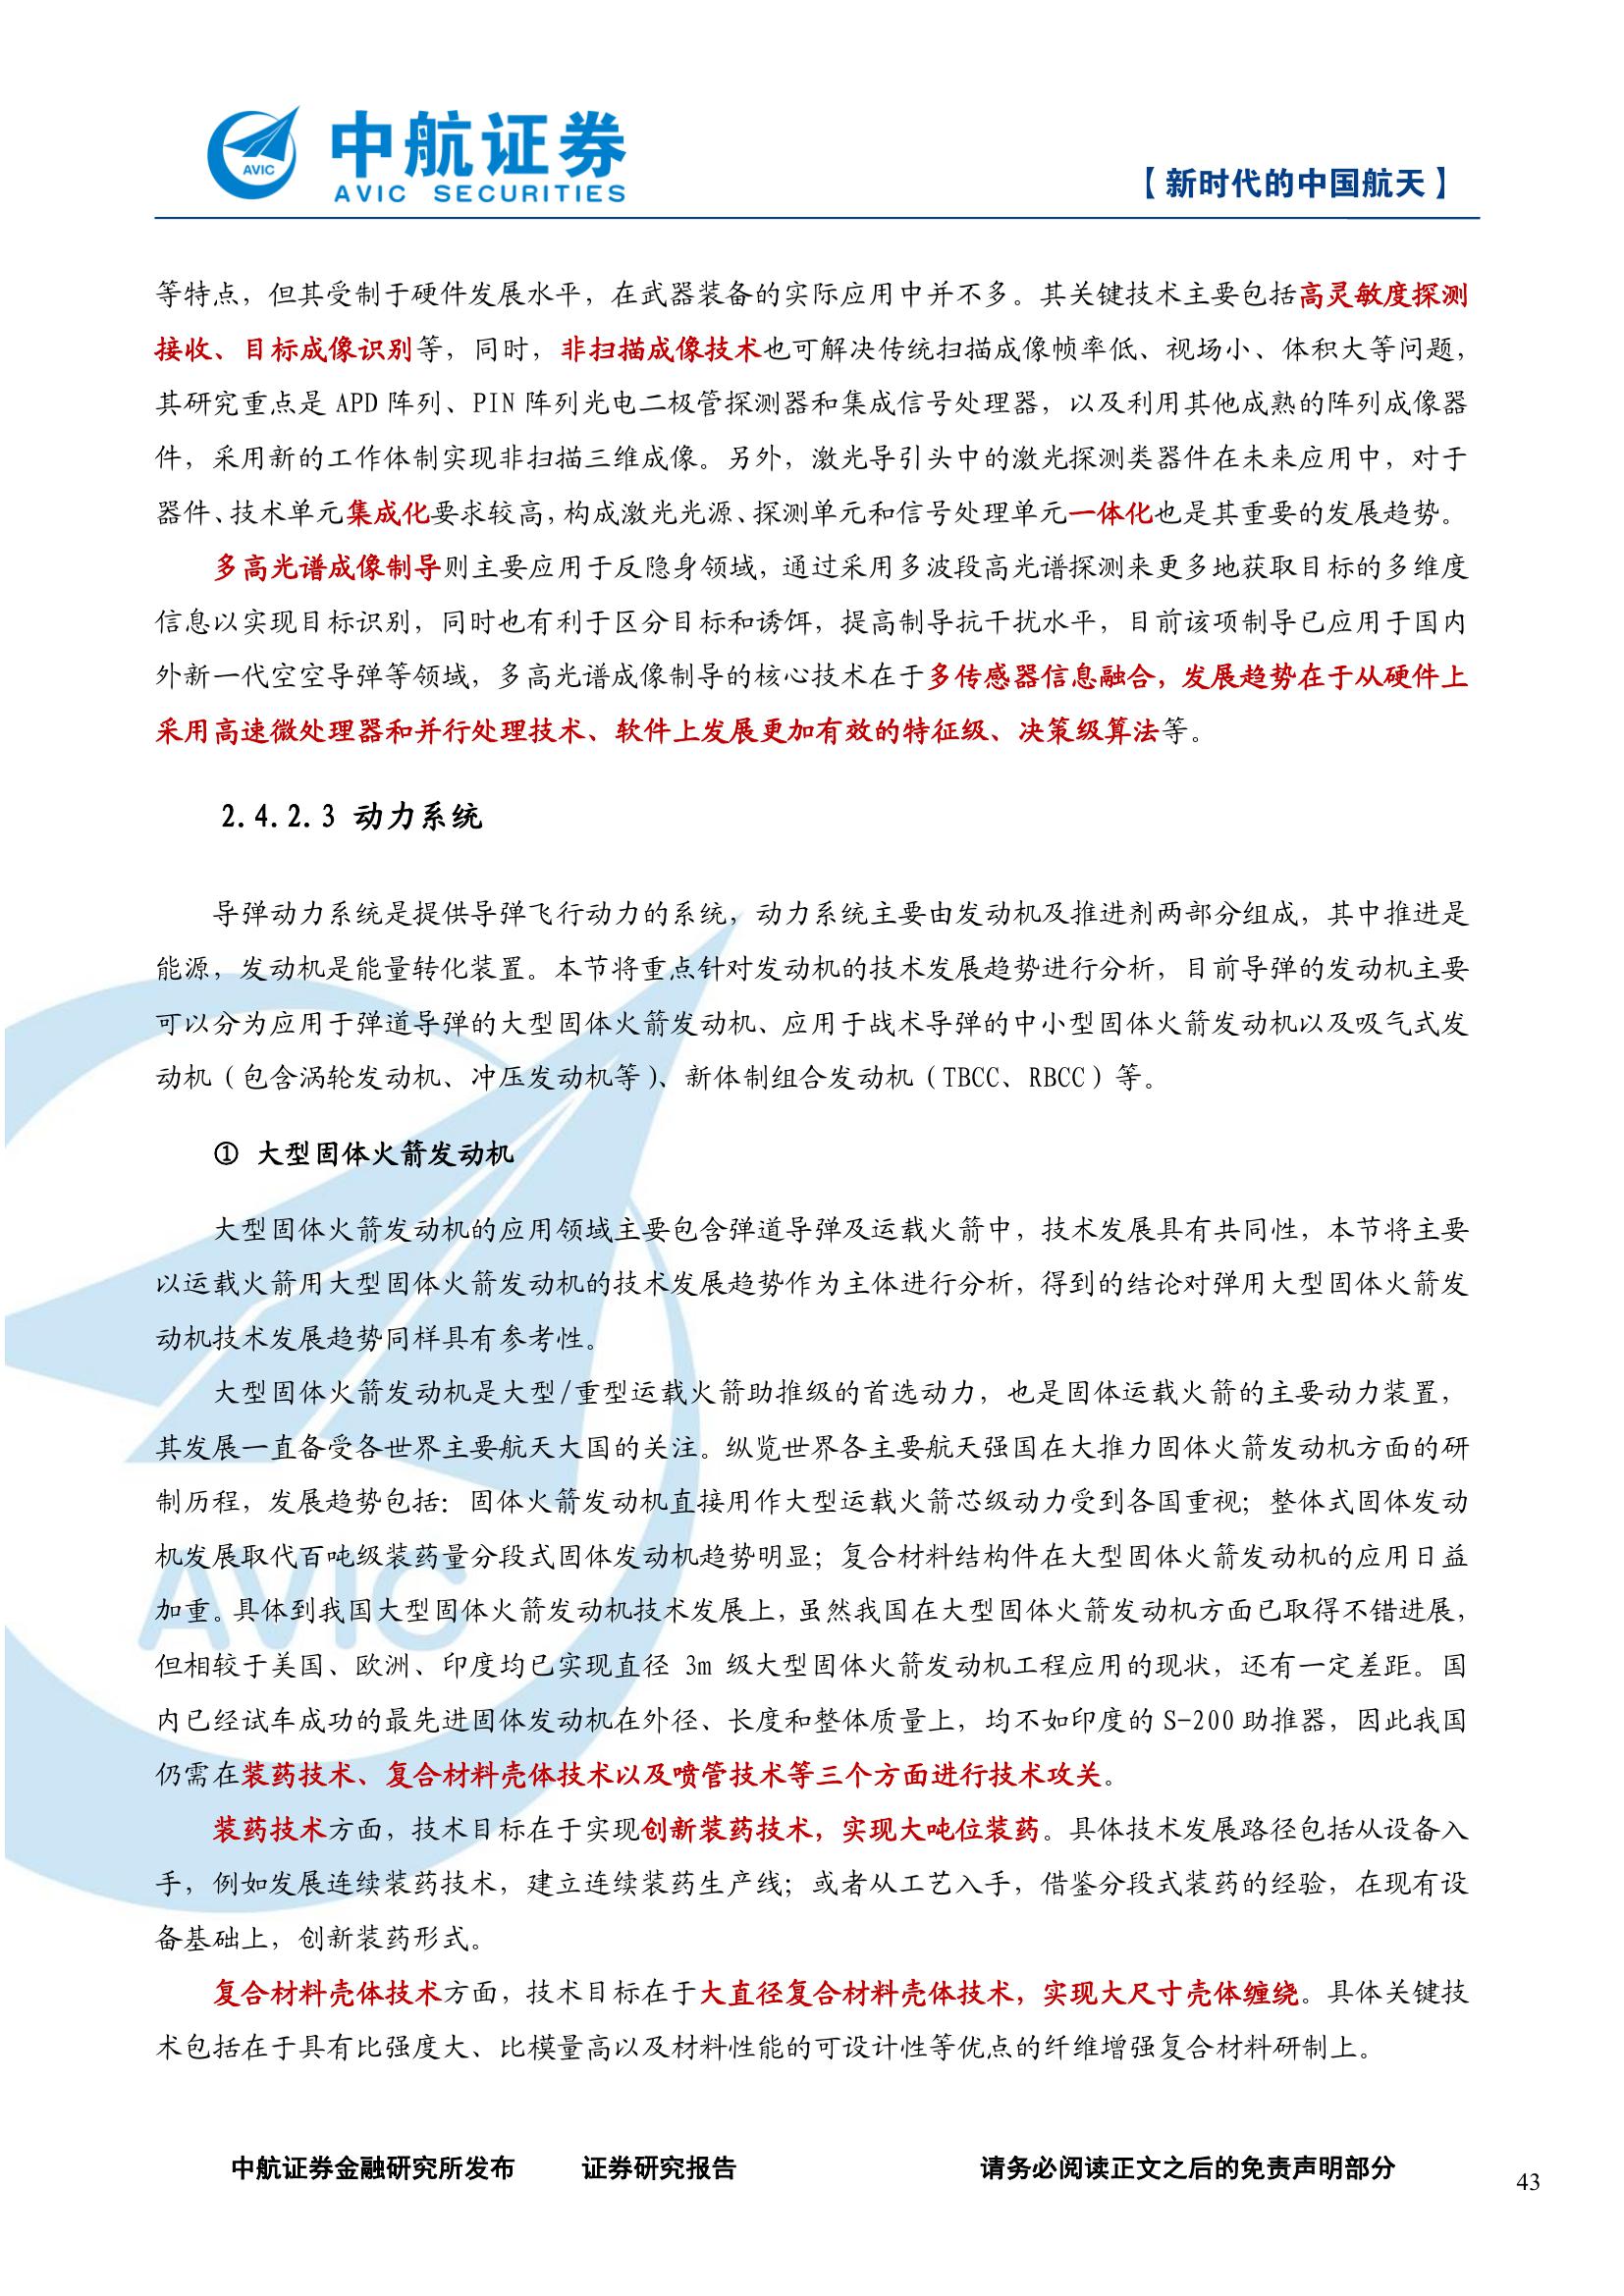 中航证券
AVIC SECURITIES
AVIC
【新时代的中国航天】
等特点，但其受制于硬件发展水平，在武器装备的实际应用中并不多。其关键技术主要包括高灵敏度探测
接收、目标成像识别等，同时，非扫描成像技术也可解决传统扫描成像帧率低、视场小、体积大等问题，
其研究重点是 APD 阵列、PIN 阵列光电二极管探测器和集成信号处理器，以及利用其他成熟的阵列成像器
件，采用新的工作体制实现非扫描三维成像。另外，激光导引头中的激光探测类器件在未来应用中，对于
器件、技术单元集成化要求较高，构成激光光源、探测单元和信号处理单元一体化也是其重要的发展趋势。
多高光谱成像制导则主要应用于反隐身领域，通过采用多波段高光谱探测来更多地获取目标的多维度
信息以实现目标识别，同时也有利于区分目标和诱饵，提高制导抗干扰水平，目前该项制导已应用于国内
外新一代空空导弹等领域，多高光谱成像制导的核心技术在于多传感器信息融合，发展趋势在于从硬件上
采用高速微处理器和并行处理技术、软件上发展更加有效的特征级、决策级算法等。
2.4.2.3 动力系统
导弹动力系统是提供导弹飞行动力的系统，动力系统主要由发动机及推进剂两部分组成，其中推进是
能源，发动机是能量转化装置。本节将重点针对发动机的技术发展趋势进行分析，目前导弹的发动机主要
可以分为应用于弹道导弹的大型固体火箭发动机、应用于战术导弹的中小型固体火箭发动机以及吸气式发
动机（包含涡轮发动机、冲压发动机等）、新体制组合发动机（TBCC、RBCC）等。
① 大型固体火箭发动机
大型固体火箭发动机的应用领域主要包含弹道导弹及运载火箭中，技术发展具有共同性，本节将主要
以运载火箭用大型固体火箭发动机的技术发展趋势作为主体进行分析，得到的结论对弹用大型固体火箭发
动机技术发展趋势同样具有参考性。
大型固体火箭发动机是大型/重型运载火箭助推级的首选动力，也是固体运载火箭的主要动力装置，
其发展一直备受各世界主要航天大国的关注。纵览世界各主要航天强国在大推力固体火箭发动机方面的研
制历程，发展趋势包括：固体火箭发动机直接用作大型运载火箭芯级动力受到各国重视；整体式固体发动
机发展取代百吨级装药量分段式固体发动机趋势明显；复合材料结构件在大型固体火箭发动机的应用日益
加重。具体到我国大型固体火箭发动机技术发展上，虽然我国在大型固体火箭发动机方面已取得不错进展，
但相较于美国、欧洲、印度均已实现直径 3m 级大型固体火箭发动机工程应用的现状，还有一定差距。国
内已经试车成功的最先进固体发动机在外径、长度和整体质量上，均不如印度的 S-200 助推器，因此我国
仍需在装药技术、复合材料壳体技术以及喷管技术等三个方面进行技术攻关。
装药技术方面，技术目标在于实现创新装药技术，实现大吨位装药。具体技术发展路径包括从设备入
手，例如发展连续装药技术，建立连续装药生产线；或者从工艺入手，借鉴分段式装药的经验，在现有设
备基础上，创新装药形式。
复合材料壳体技术方面，技术目标在于大直径复合材料壳体技术，实现大尺寸壳体缠绕。具体关键技
术包括在于具有比强度大、比模量高以及材料性能的可设计性等优点的纤维增强复合材料研制上。
AVIC
中航证券金融研究所发布 证券研究报告 请务必阅读正文之后的免责声明部分
43